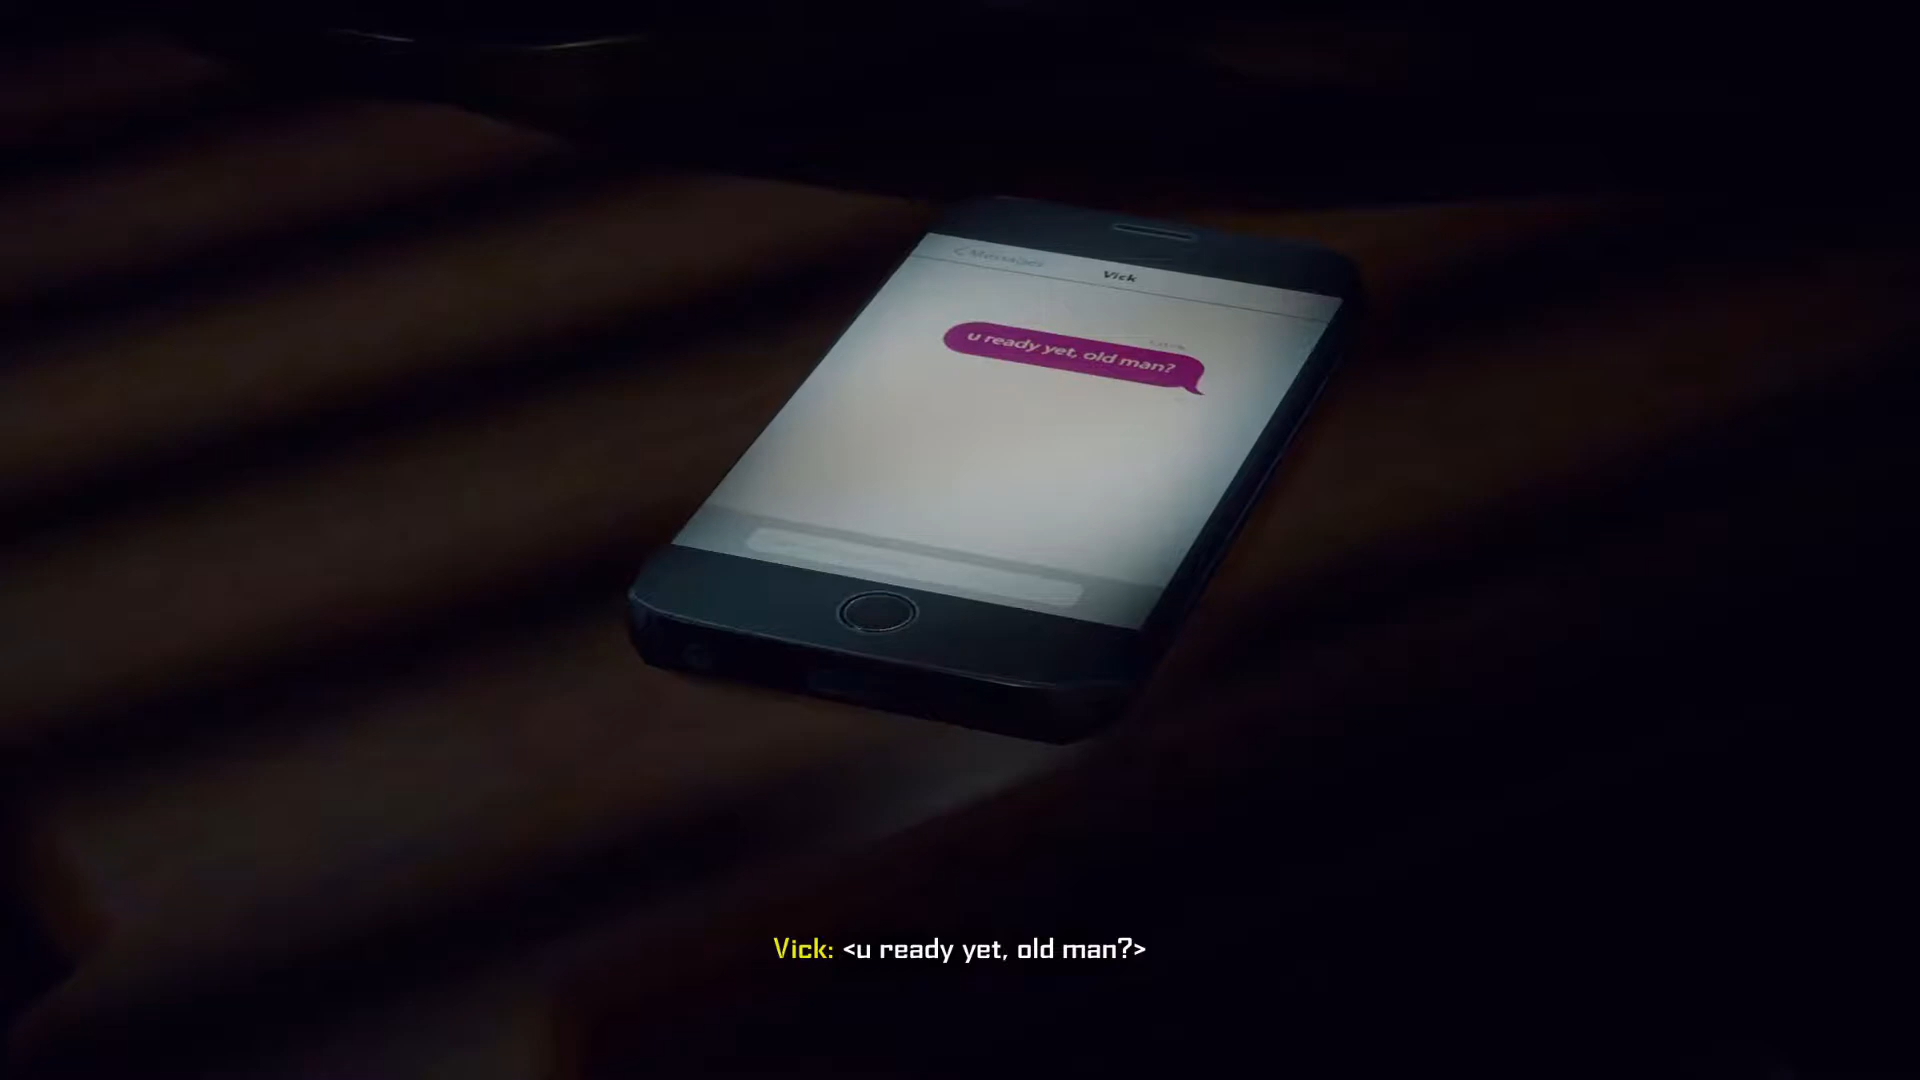 Vick
u ready yet, old man?
Vick: <u ready yet, old man?>